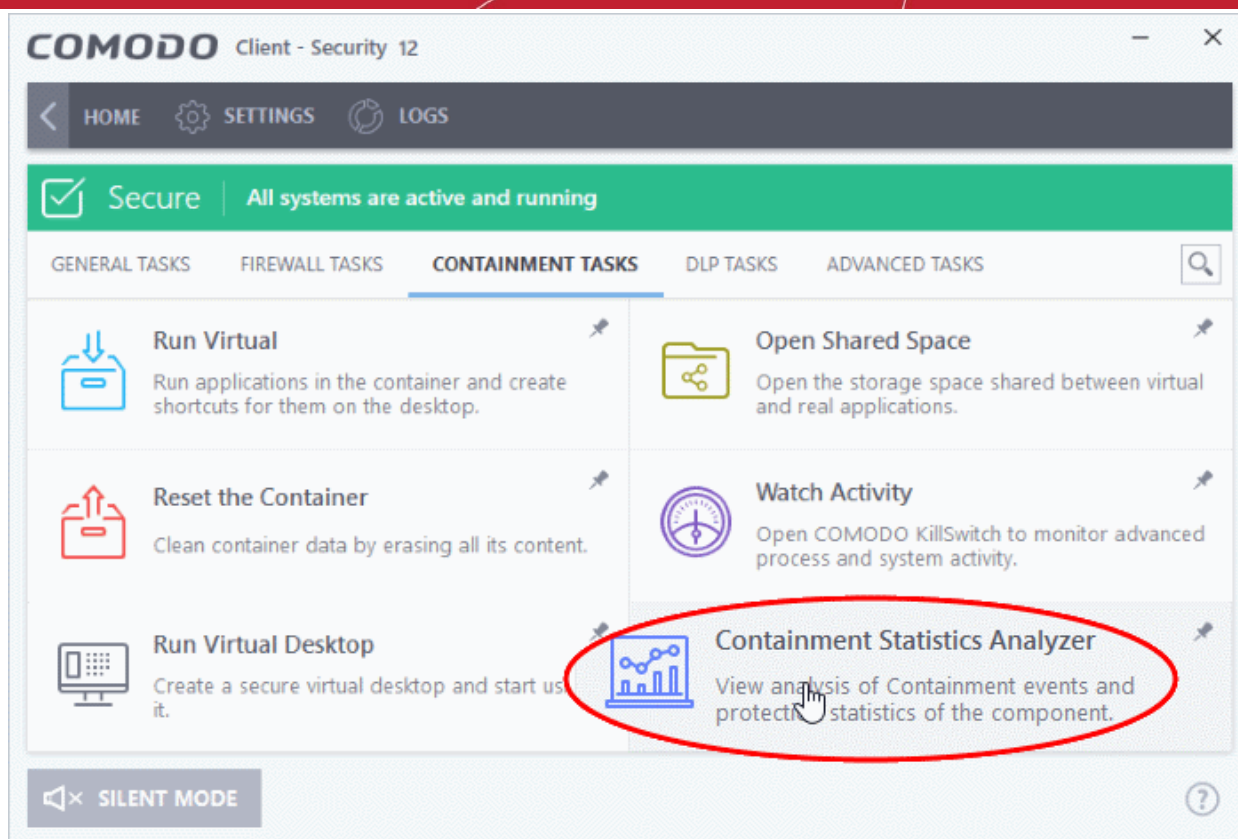 COMODO Client - Security 12
HOME SETTINGS LOGS
Secure All systems are active and running
GENERAL TASKS FIREWALL TASKS CONTAINMENT TASKS DLP TASKS ADVANCED TASKS
Run Virtual
Run applications in the container and create
shortcuts for them on the desktop.
Open Shared Space
Open the storage space shared between virtual
and real applications.
Reset the Container
Clean container data by erasing all its content.
Watch Activity
Open COMODO KillSwitch to monitor advanced
process and system activity.
Run Virtual Desktop
Create a secure virtual desktop and start us
it.
Containment Statistics Analyzer
View analysis of Containment events and
protection statistics of the component.
SILENT MODE